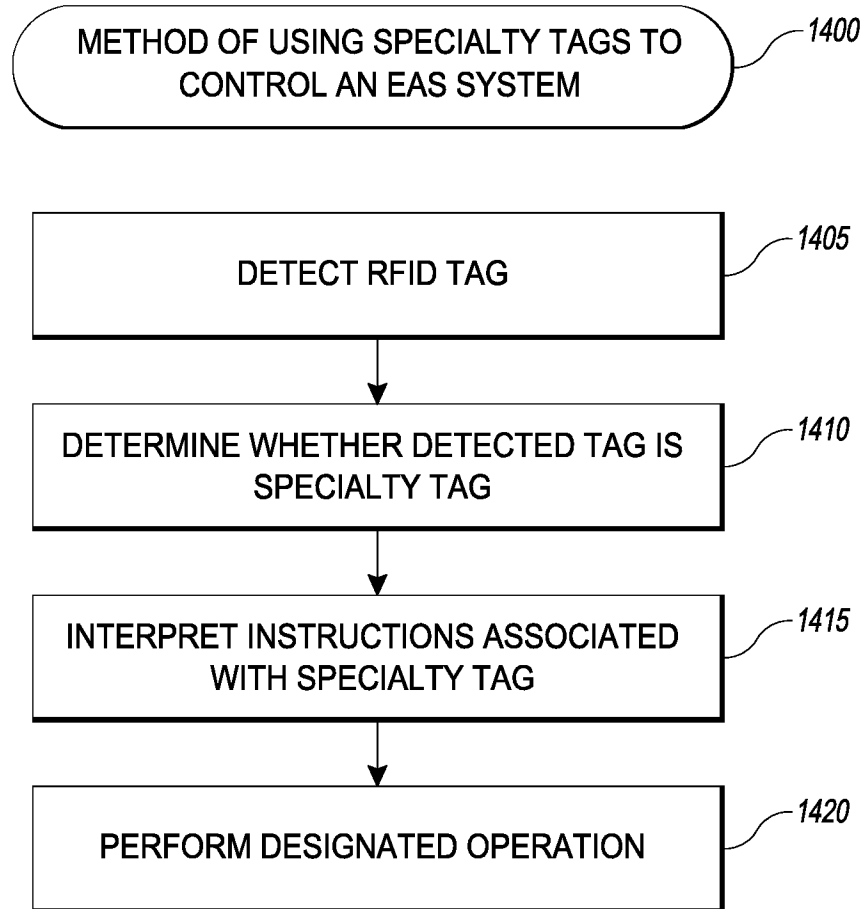 METHOD OF USING SPECIALTY TAGS TO
CONTROL AN EAS SYSTEM
1400
DETECT RFID TAG
1405
DETERMINE WHETHER DETECTED TAG IS
SPECIALTY TAG
1410
INTERPRET INSTRUCTIONS ASSOCIATED
WITH SPECIALTY TAG
1415
PERFORM DESIGNATED OPERATION
1420